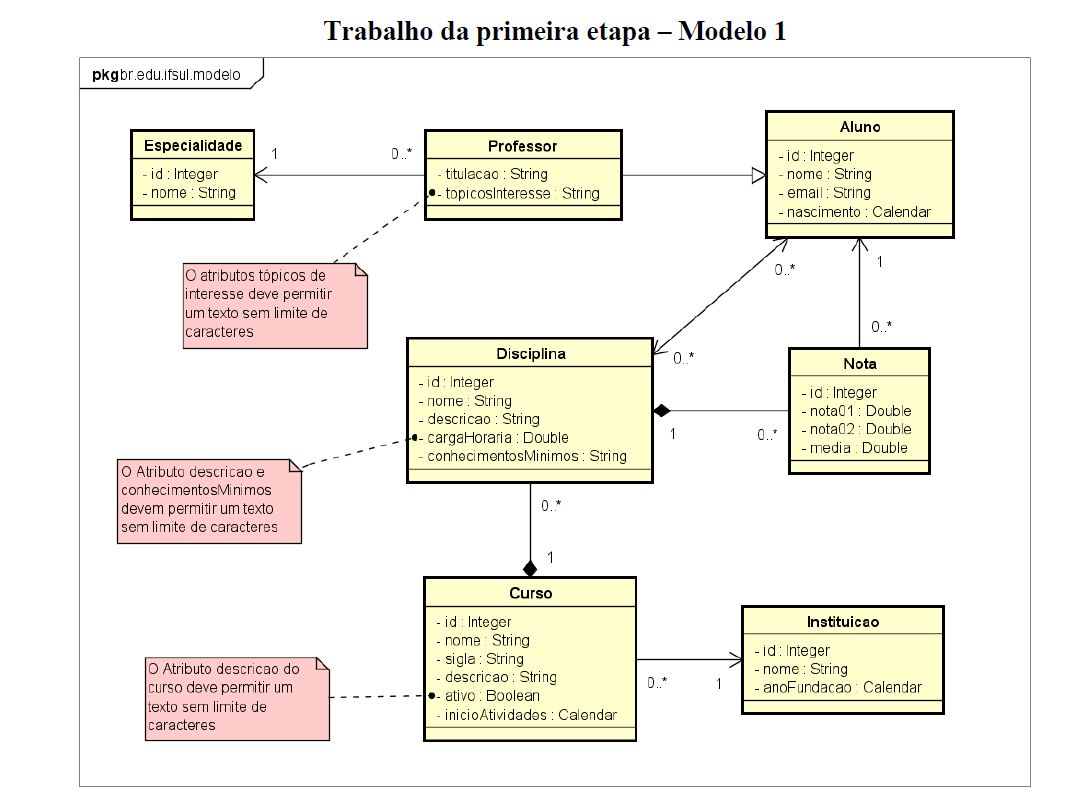 Trabalho da primeira etapa – Modelo 1
pkg br.edu.ifsul.modelo
Especialidade
- id : Integer
- nome : String
1
0..*
Professor
- titulacao : String
- topicosInteresse : String
Aluno
- id : Integer
- nome : String
- email : String
- nascimento : Calendar
O atributos tópicos de
interesse deve permitir
um texto sem limite de
caracteres
0..*
1
0..*
0..*
Disciplina
- id : Integer
- nome : String
- descricao : String
- cargaHoraria : Double
- conhecimentosMinimos : String
1
0..*
Nota
- id : Integer
- nota01 : Double
- nota02 : Double
- media : Double
O Atributo descricao e
conhecimentosMinimos
devem permitir um texto
sem limite de caracteres
0..*
1
Curso
- id : Integer
- nome : String
- sigla : String
- descricao : String
- ativo : Boolean
- inicioAtividades : Calendar
0..*
1
Instituicao
- id : Integer
- nome : String
- anoFundacao : Calendar
O Atributo descricao do
curso deve permitir um
texto sem limite de
caracteres